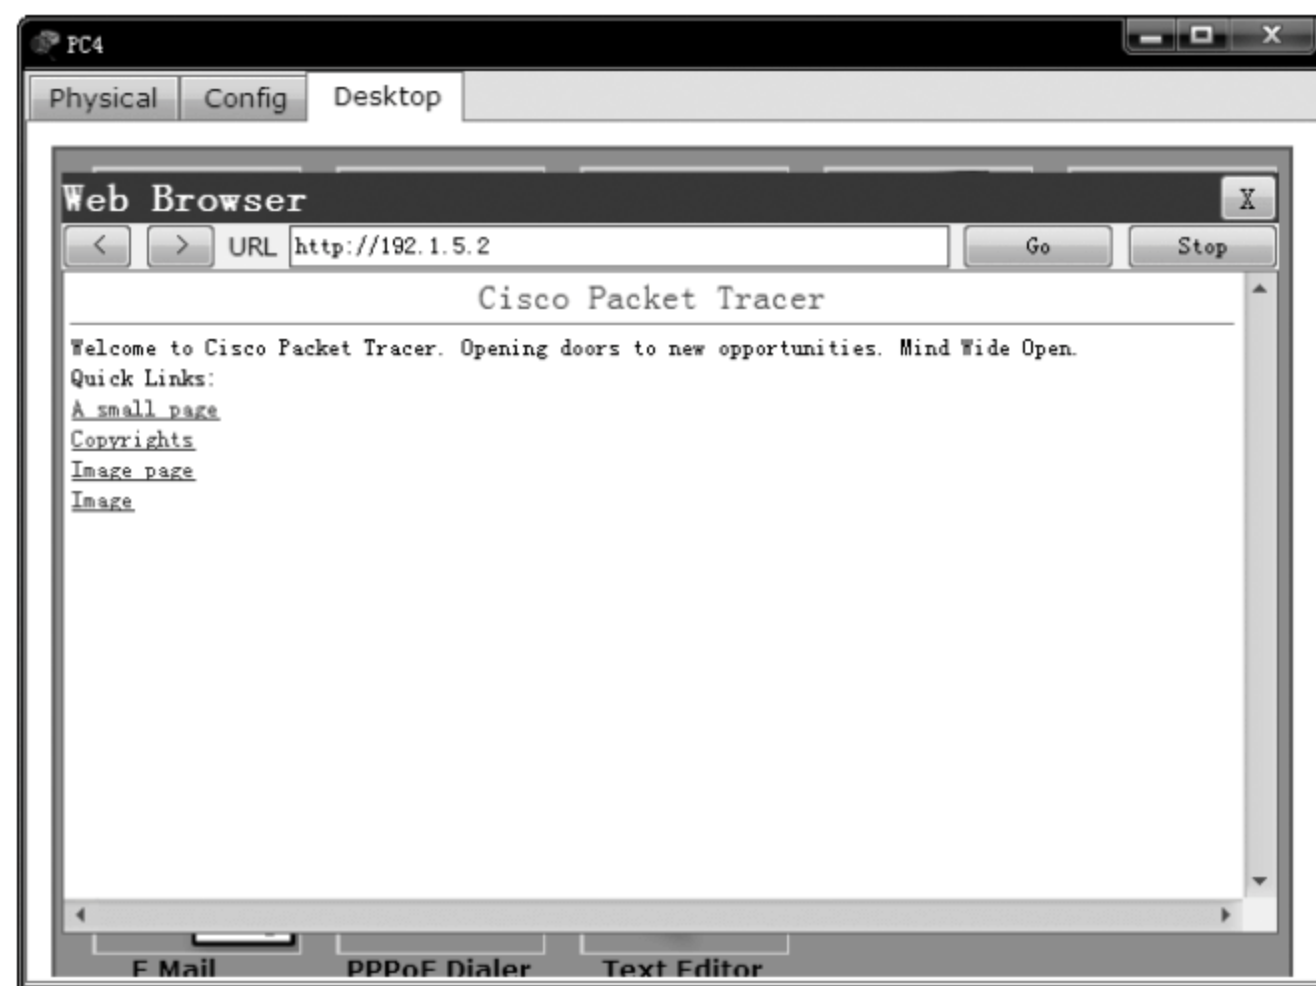 PC4
Physical Config Desktop
Web Browser X
< > URL http://192.1.5.2 Go Stop
Cisco Packet Tracer
Welcome to Cisco Packet Tracer. Opening doors to new opportunities. Mind Wide Open.
Quick Links:
A small page
Copyrights
Image page
Image
E Mail PPPoE Dialer Text Editor